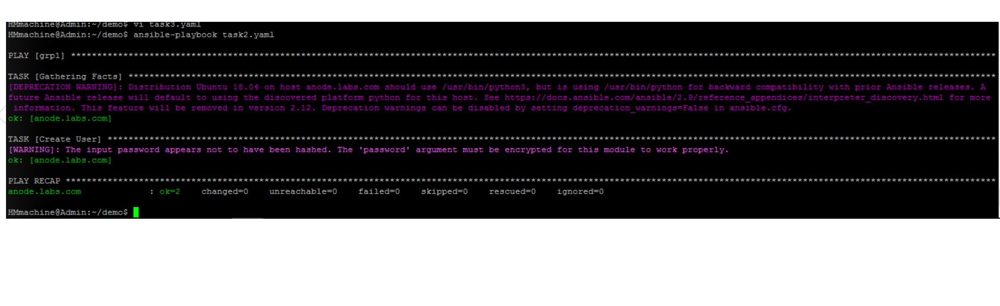 HMmachine@Admin:~/demo$ vi task3.yaml
HMmachine@Admin:~/demo$ ansible-playbook task2.yaml
PLAY [grp1] ********************************************************************************************************************************************************************************
TASK [Gathering Facts] *********************************************************************************************************************************************************************
[DEPRECATION WARNING]: Distribution Ubuntu 18.04 on host anode.labs.com should use /usr/bin/python3, but is using /usr/bin/python for backward compatibility with prior Ansible releases. A
future Ansible release will default to using the discovered platform python for this host. See https://docs.ansible.com/ansible/2.9/reference_appendices/interpreter_discovery.html for more
information. This feature will be removed in version 2.12. Deprecation warnings can be disabled by setting deprecation_warnings=False in ansible.cfg.
ok: [anode.labs.com]
TASK [Create User] *************************************************************************************************************************************************************************
[WARNING]: The input password appears not to have been hashed. The 'password' argument must be encrypted for this module to work properly.
ok: [anode.labs.com]
PLAY RECAP *********************************************************************************************************************************************************************************
anode.labs.com : ok=2 changed=0 unreachable=0 failed=0 skipped=0 rescued=0 ignored=0
HMmachine@Admin:~/demo$